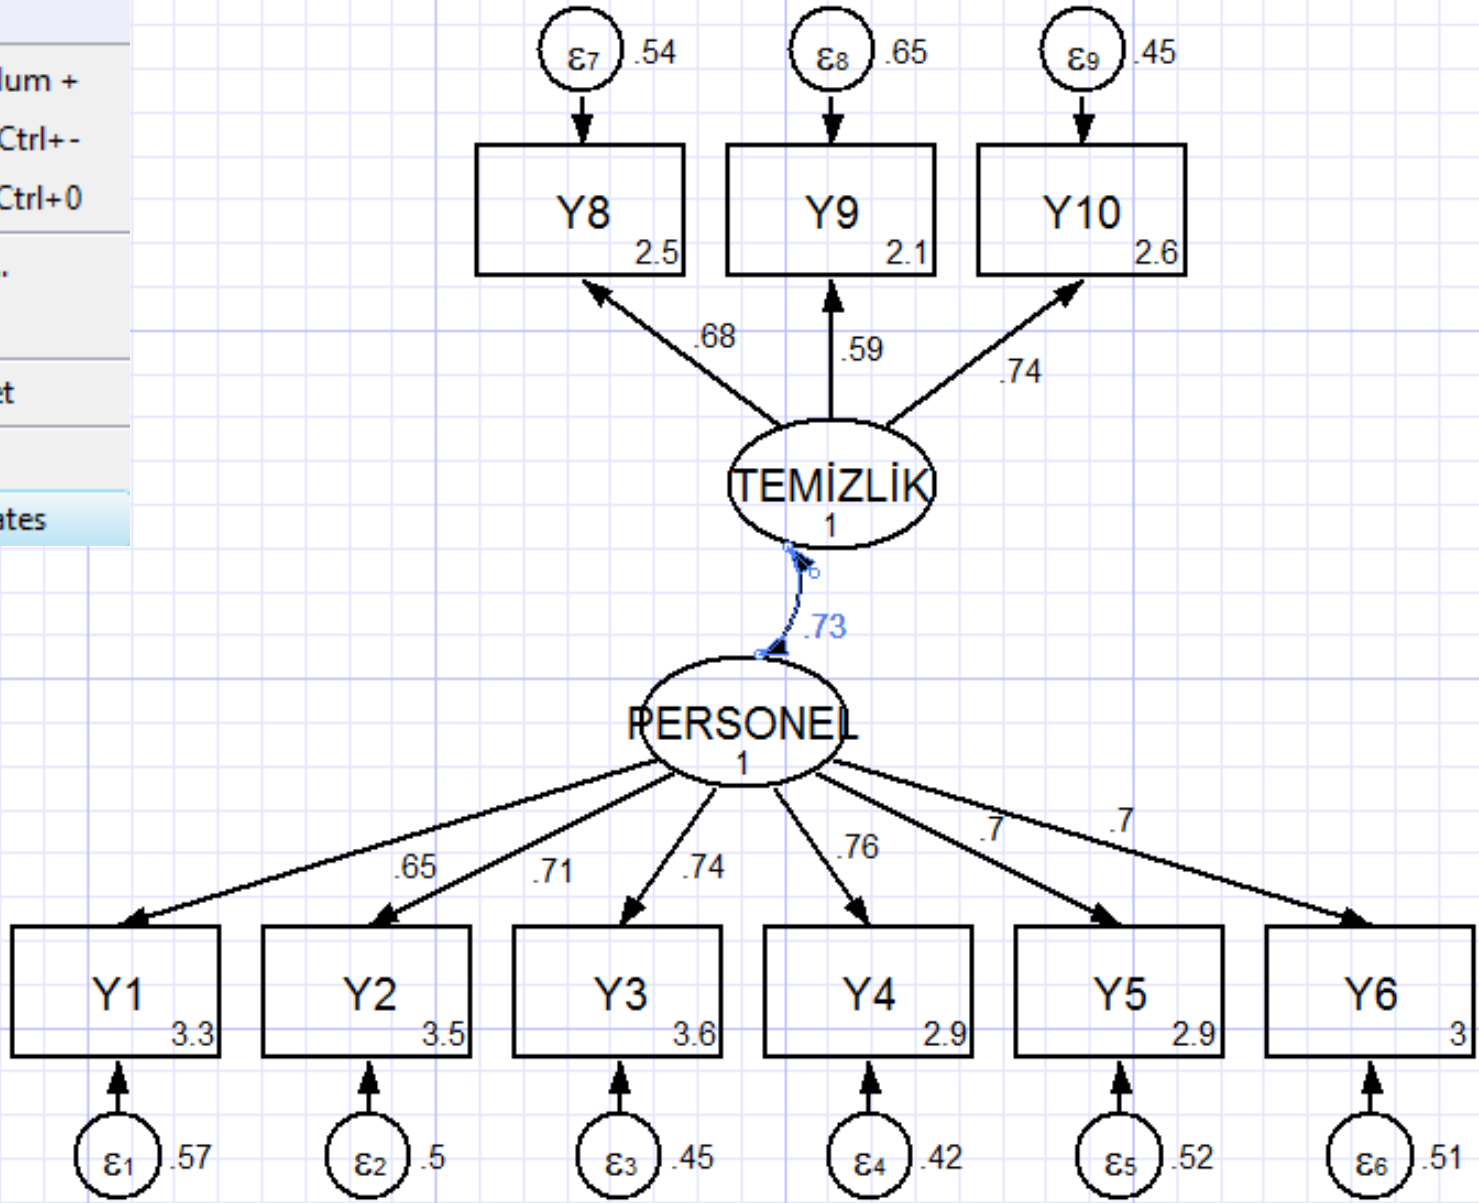 ε7 .54 ε8 .65 ε9 .45
Ctrl+-
Ctrl+0
Y8 Y9 Y10
2.5 2.1 2.6
.68 .59 .74
TEMİZLİK
1
.73
PERSONEL
1
.65 .71 .74 .76 .7 .7
Y1 Y2 Y3 Y4 Y5 Y6
3.3 3.5 3.6 2.9 2.9 3
ε1 .57 ε2 .5 ε3 .45 ε4 .42 ε5 .52 ε6 .51